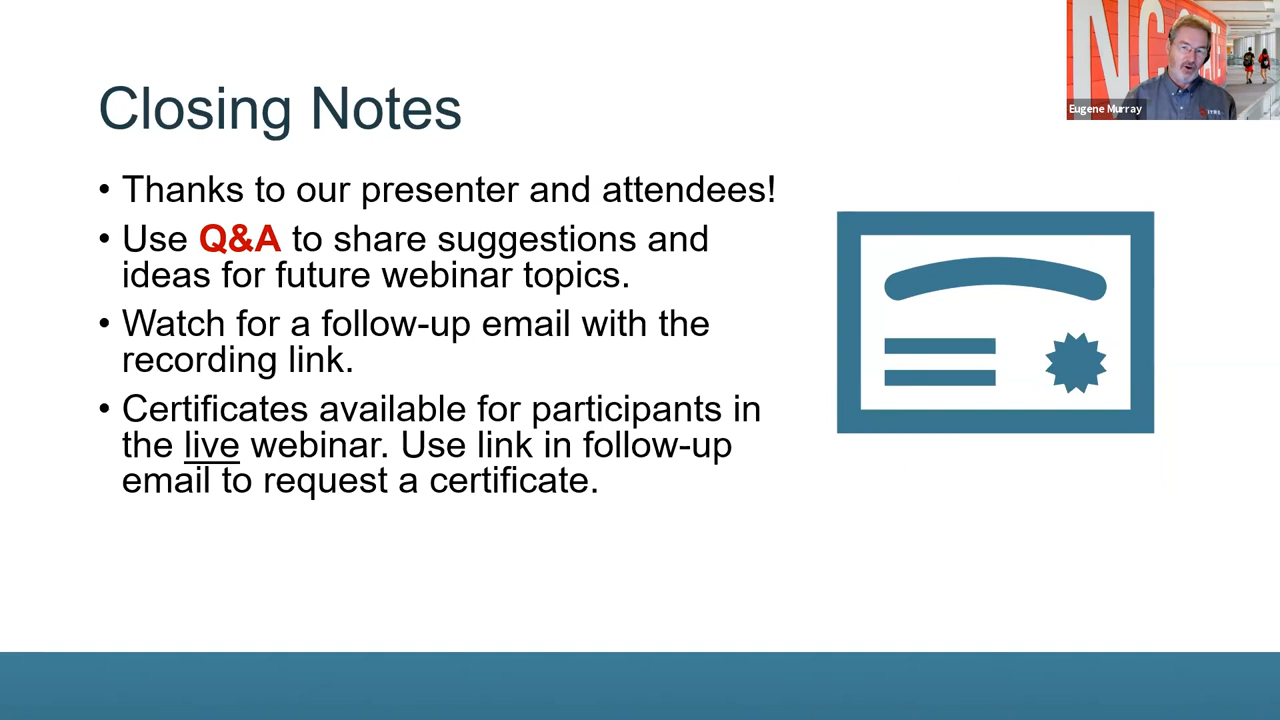 Closing Notes
• Thanks to our presenter and attendees!
• Use Q&A to share suggestions and
ideas for future webinar topics.
• Watch for a follow-up email with the
recording link.
• Certificates available for participants in
the live webinar. Use link in follow-up
email to request a certificate.
NC STATE
Eugene Murray